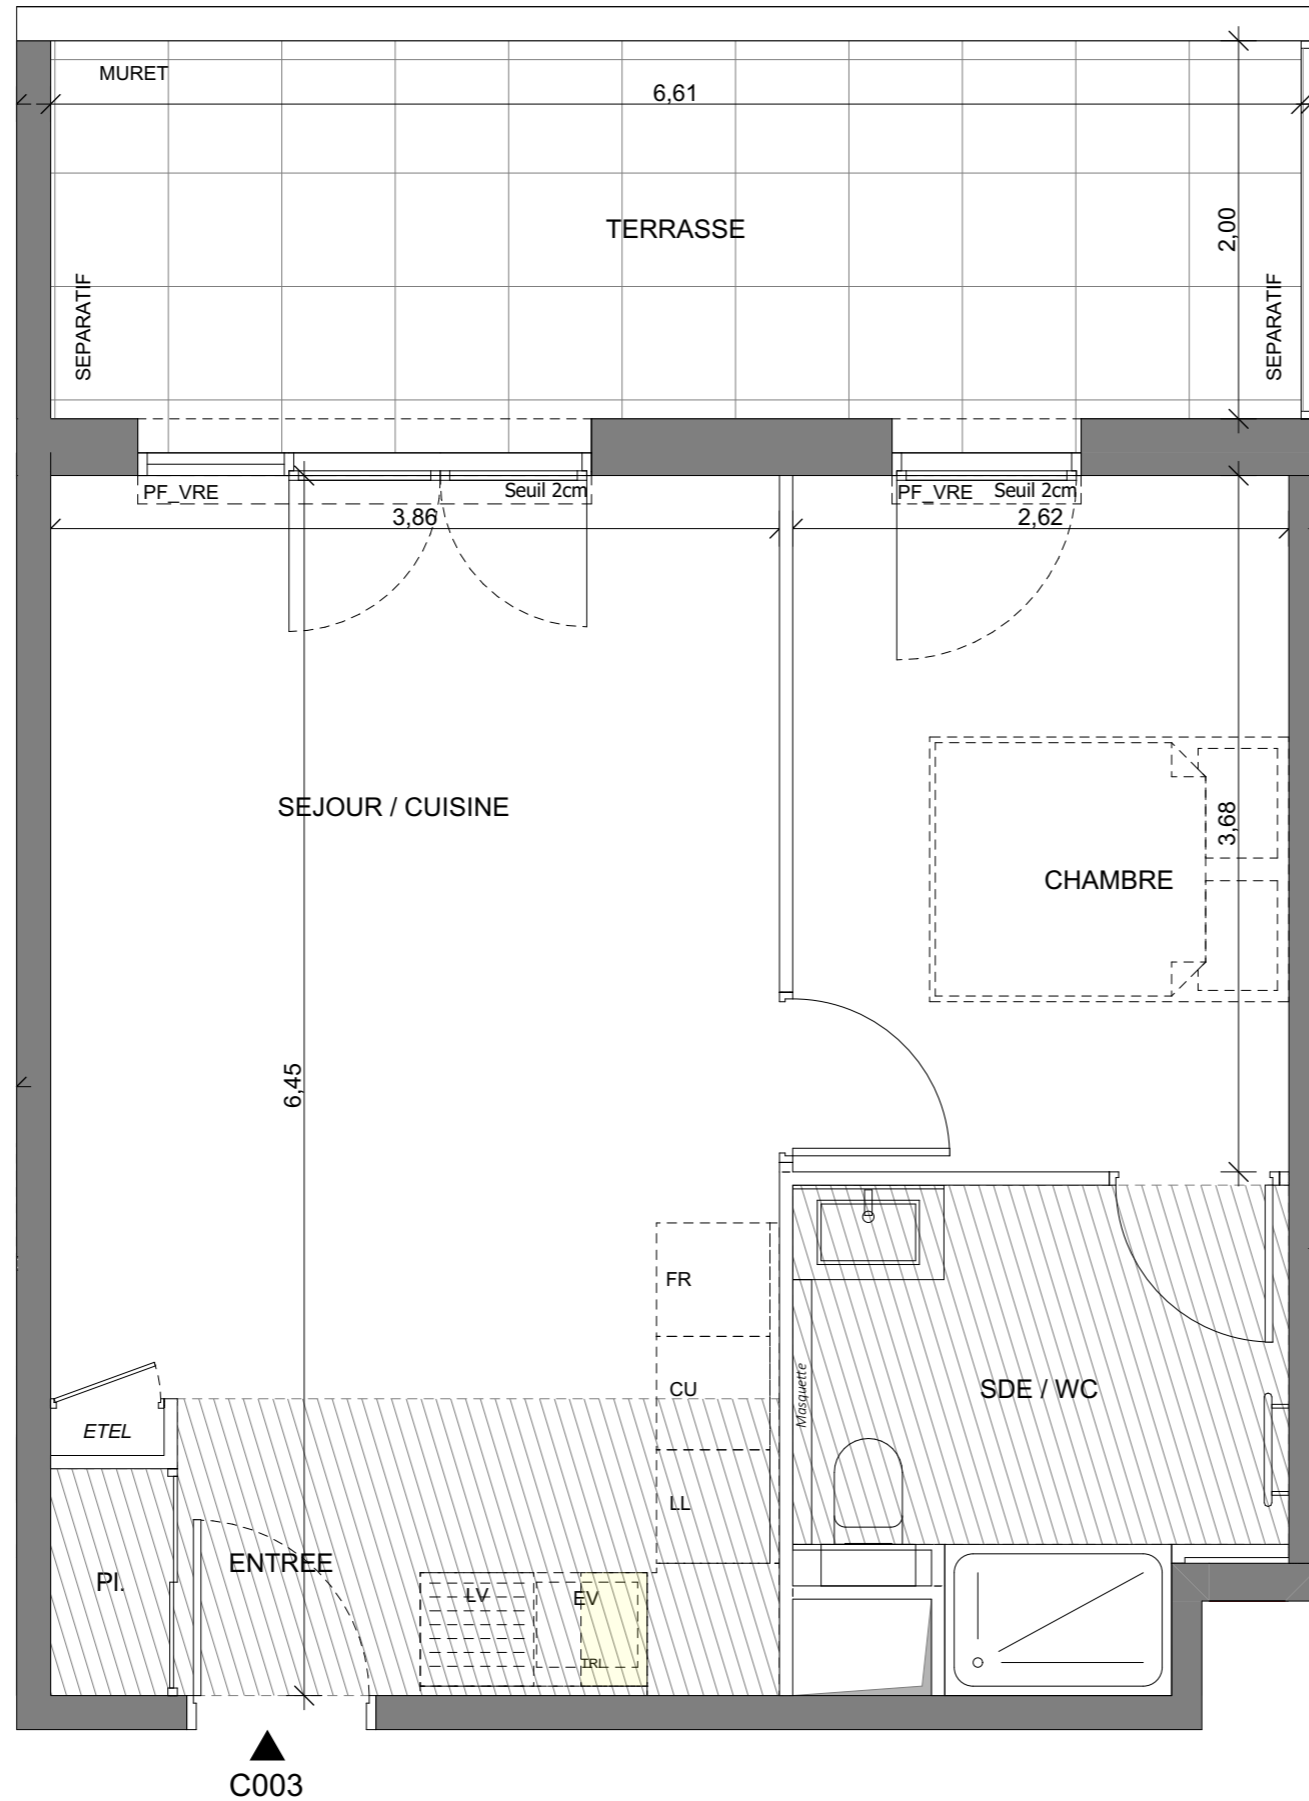 MURET
6,61
TERRASSE
2,00
SEPARATIF
SEPARATIF
PF_VRE
Seuil 2cm
PF_VRE
Seuil 2cm
3,86
2,62
SEJOUR / CUISINE
3,68
CHAMBRE
6,45
FR
CU
SDE / WC
Masquette
ETEL
LL
ENTREE
PI.
LV
EV
TRI.
C003